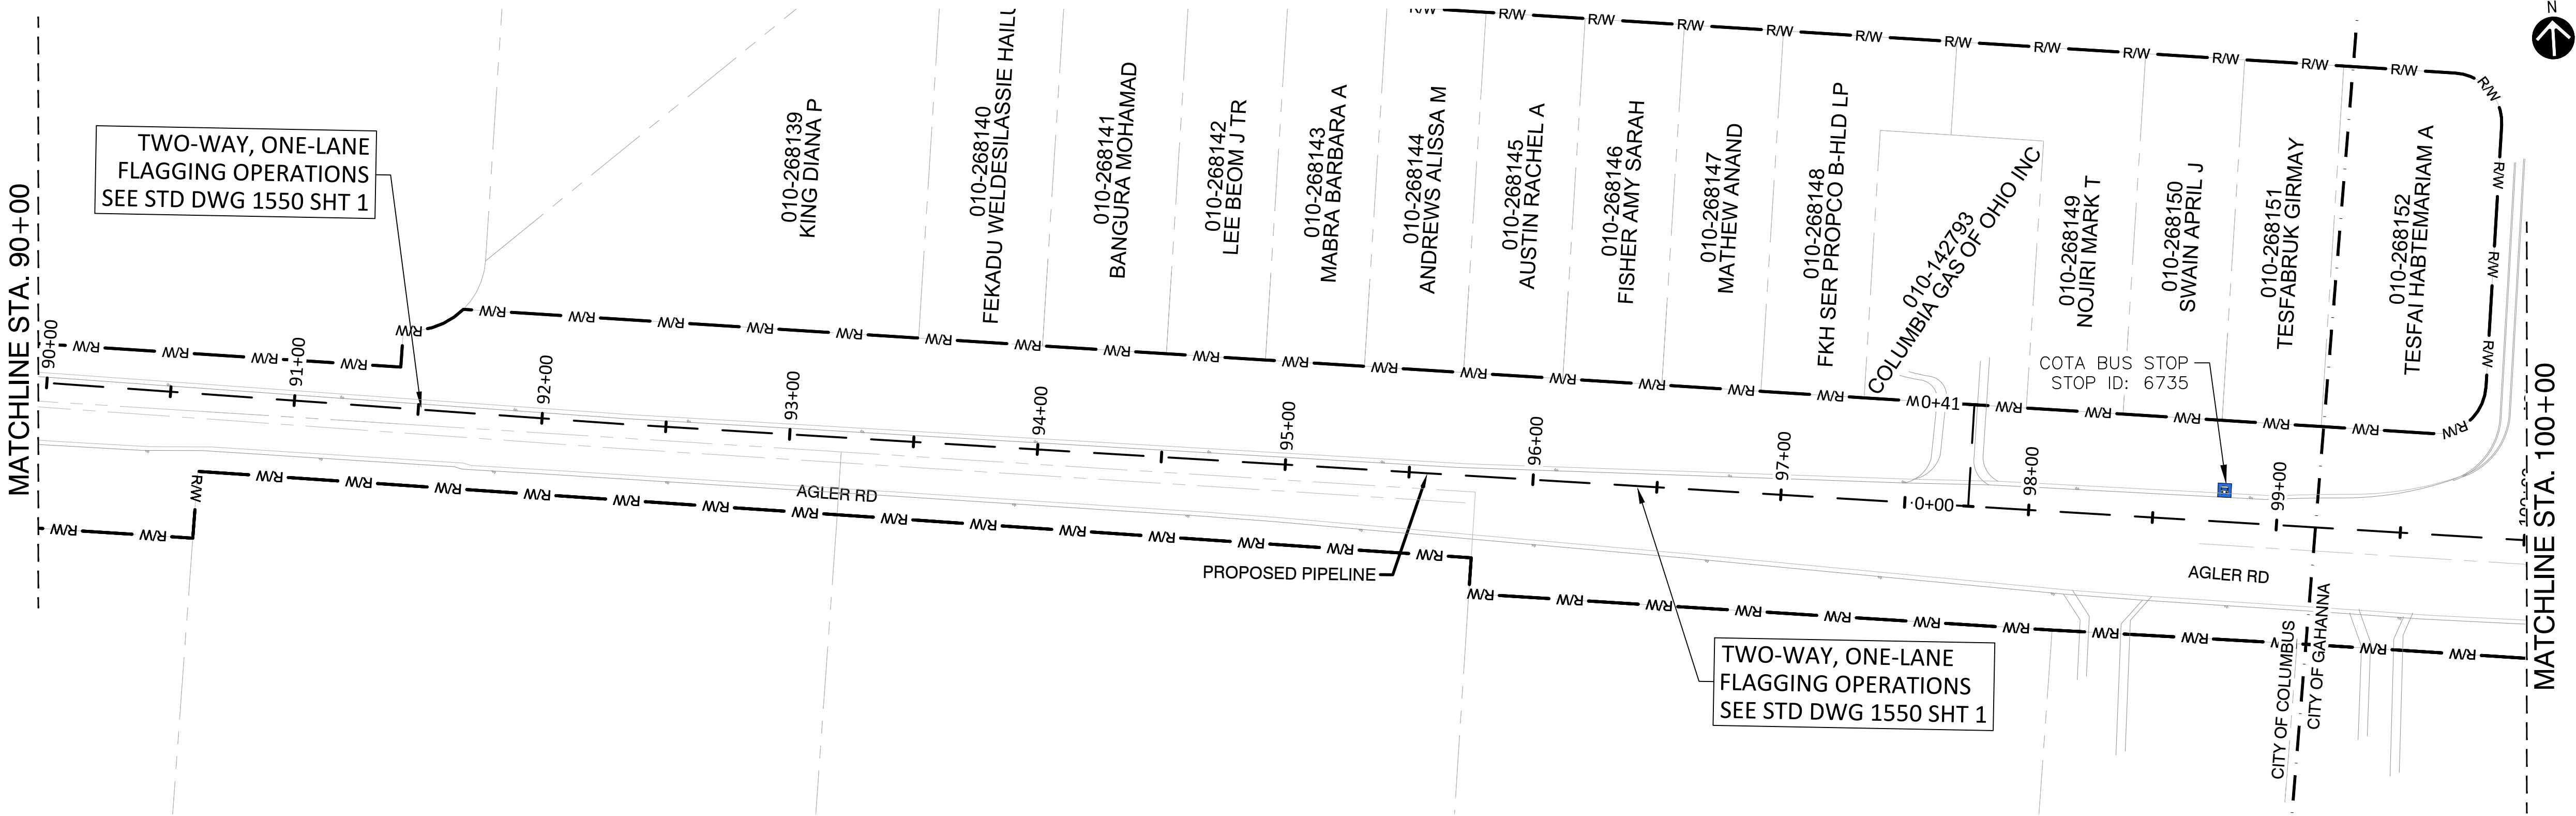 N
MATCHLINE STA. 90+00
TWO-WAY, ONE-LANE
FLAGGING OPERATIONS
SEE STD DWG 1550 SHT 1
010-268139
KING DIANA P
010-268140
FEKADU WELDESILASSIE HAILU
010-268141
BANGURA MOHAMAD
010-268142
LEE BEOM J TR
010-268143
MABRA BARBARA A
010-268144
ANDREWS ALISSA M
010-268145
AUSTIN RACHEL A
010-268146
FISHER AMY SARAH
010-268147
MATHEW ANAND
010-268148
FKH SER PROPCO B-HLD LP
010-142793
COLUMBIA GAS OF OHIO INC
010-268149
NOJIRI MARK T
010-268150
SWAIN APRIL J
010-268151
TESFABRUK GIRMAY
010-268152
TESFAI HABTEMARIAM A
R/W R/W R/W R/W R/W R/W R/W R/W R/W R/W R/W R/W
R/W
R/W
R/W
R/W
R/W
R/W
R/W R/W R/W R/W
R/W R/W R/W R/W R/W R/W R/W R/W R/W R/W R/W R/W R/W R/W R/W R/W R/W R/W R/W R/W R/W
0+41
COTA BUS STOP
STOP ID: 6735
90+00
91+00
92+00
93+00
94+00
95+00
96+00
97+00
0+00
98+00
99+00
AGLER RD
AGLER RD
R/W R/W
R/W
R/W R/W R/W R/W R/W R/W R/W R/W R/W R/W R/W R/W R/W R/W
R/W R/W R/W R/W R/W R/W R/W R/W R/W R/W R/W
PROPOSED PIPELINE
TWO-WAY, ONE-LANE
FLAGGING OPERATIONS
SEE STD DWG 1550 SHT 1
CITY OF COLUMBUS
CITY OF GAHANNA
MATCHLINE STA. 100+00